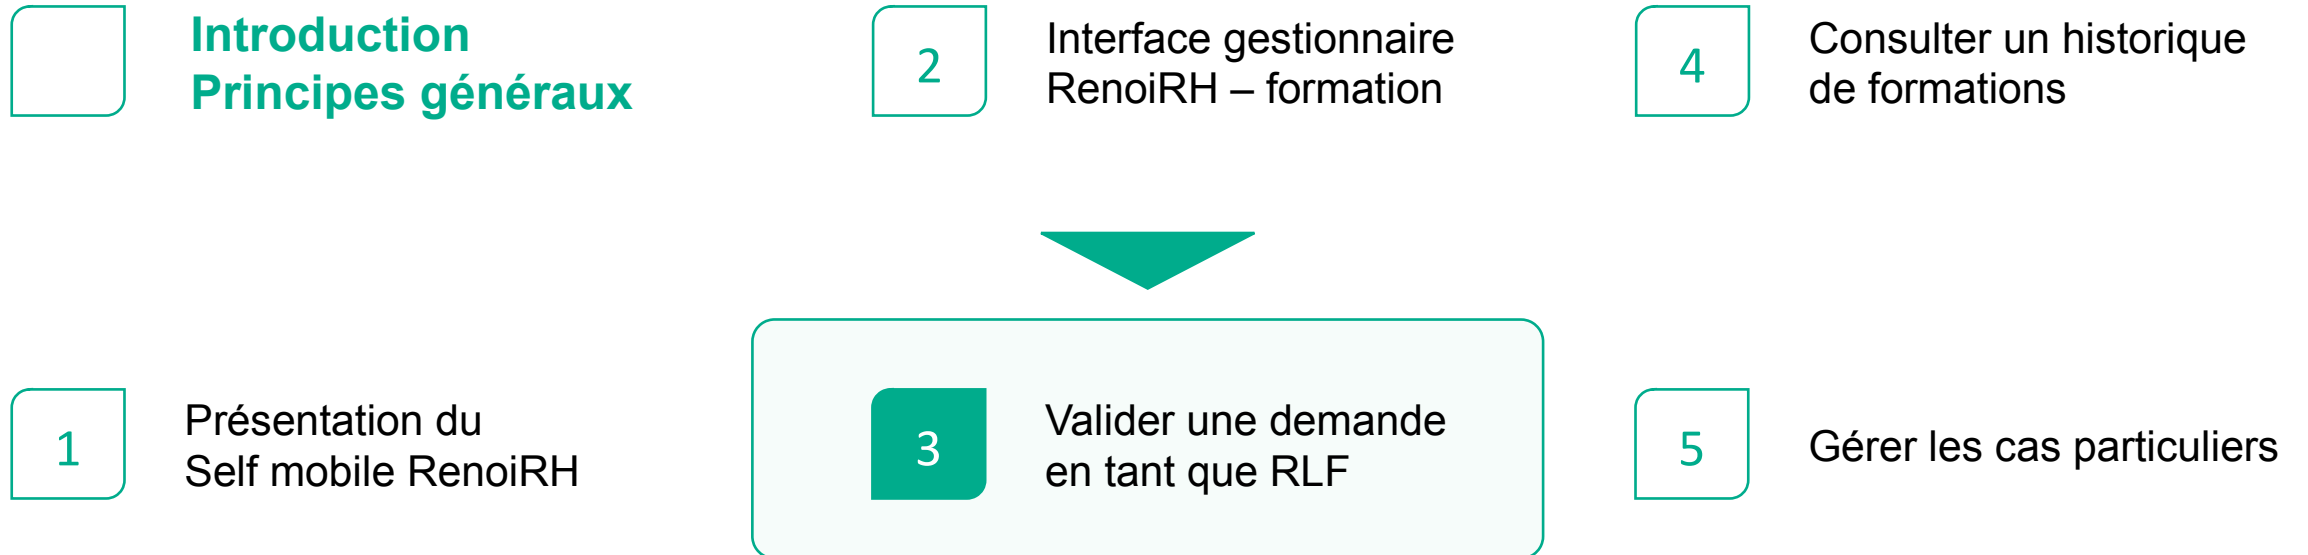 Introduction
Principes généraux
1
Présentation du
Self mobile RenoiRH
2
Interface gestionnaire
RenoiRH – formation
3
Valider une demande
en tant que RLF
4
Consulter un historique
de formations
5
Gérer les cas particuliers